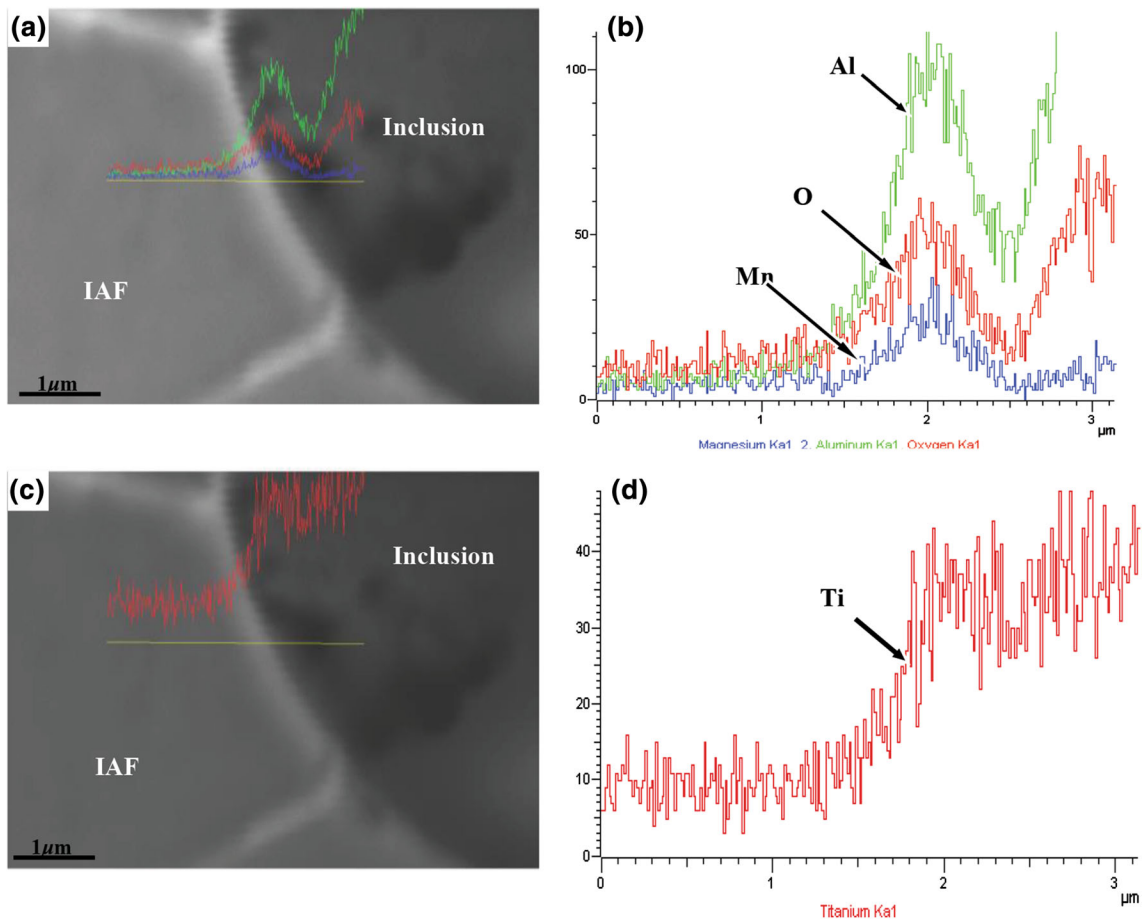 (a)
Inclusion
IAF
1µm
(b)
100
50
0
Al
O
Mn
0 1 2 3
µm
Magnesium Ka1_2, Aluminum Ka1, Oxygen Ka1
(c)
Inclusion
IAF
1µm
(d)
40
30
20
10
0
Ti
0 1 2 3
µm
Titanium Ka1